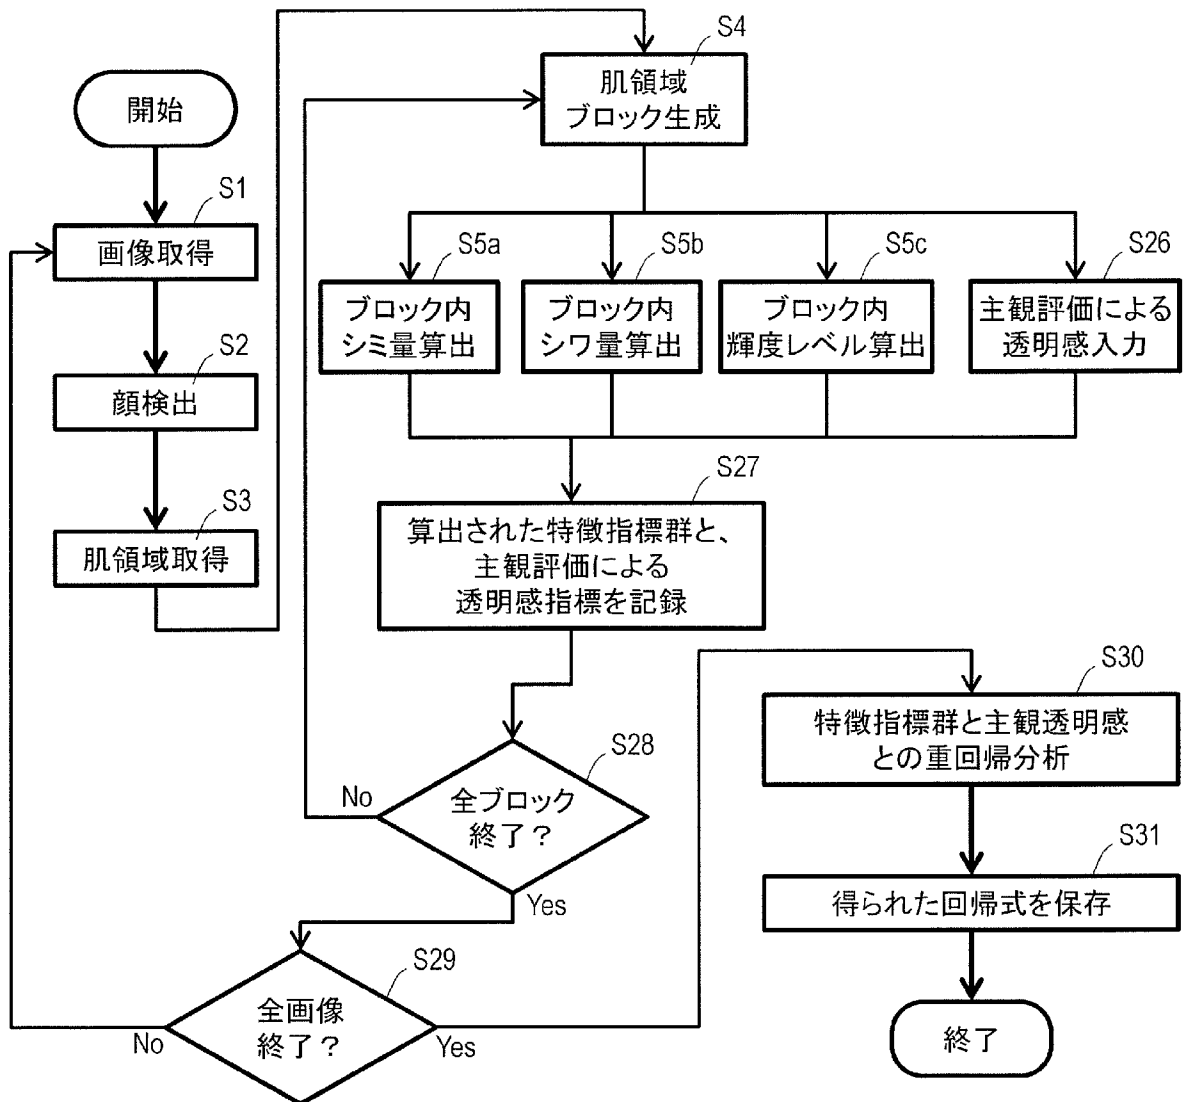 開始
S1
画像取得
S2
顔検出
S3
肌領域取得
S4
肌領域
ブロック生成
S5a
ブロック内
シミ量算出
S5b
ブロック内
シワ量算出
S5c
ブロック内
輝度レベル算出
S26
主観評価による
透明感入力
S27
算出された特徴指標群と、
主観評価による
透明感指標を記録
S28
全ブロック
終了？
No
Yes
S29
全画像
終了？
No
Yes
S30
特徴指標群と主観透明感
との重回帰分析
S31
得られた回帰式を保存
終了